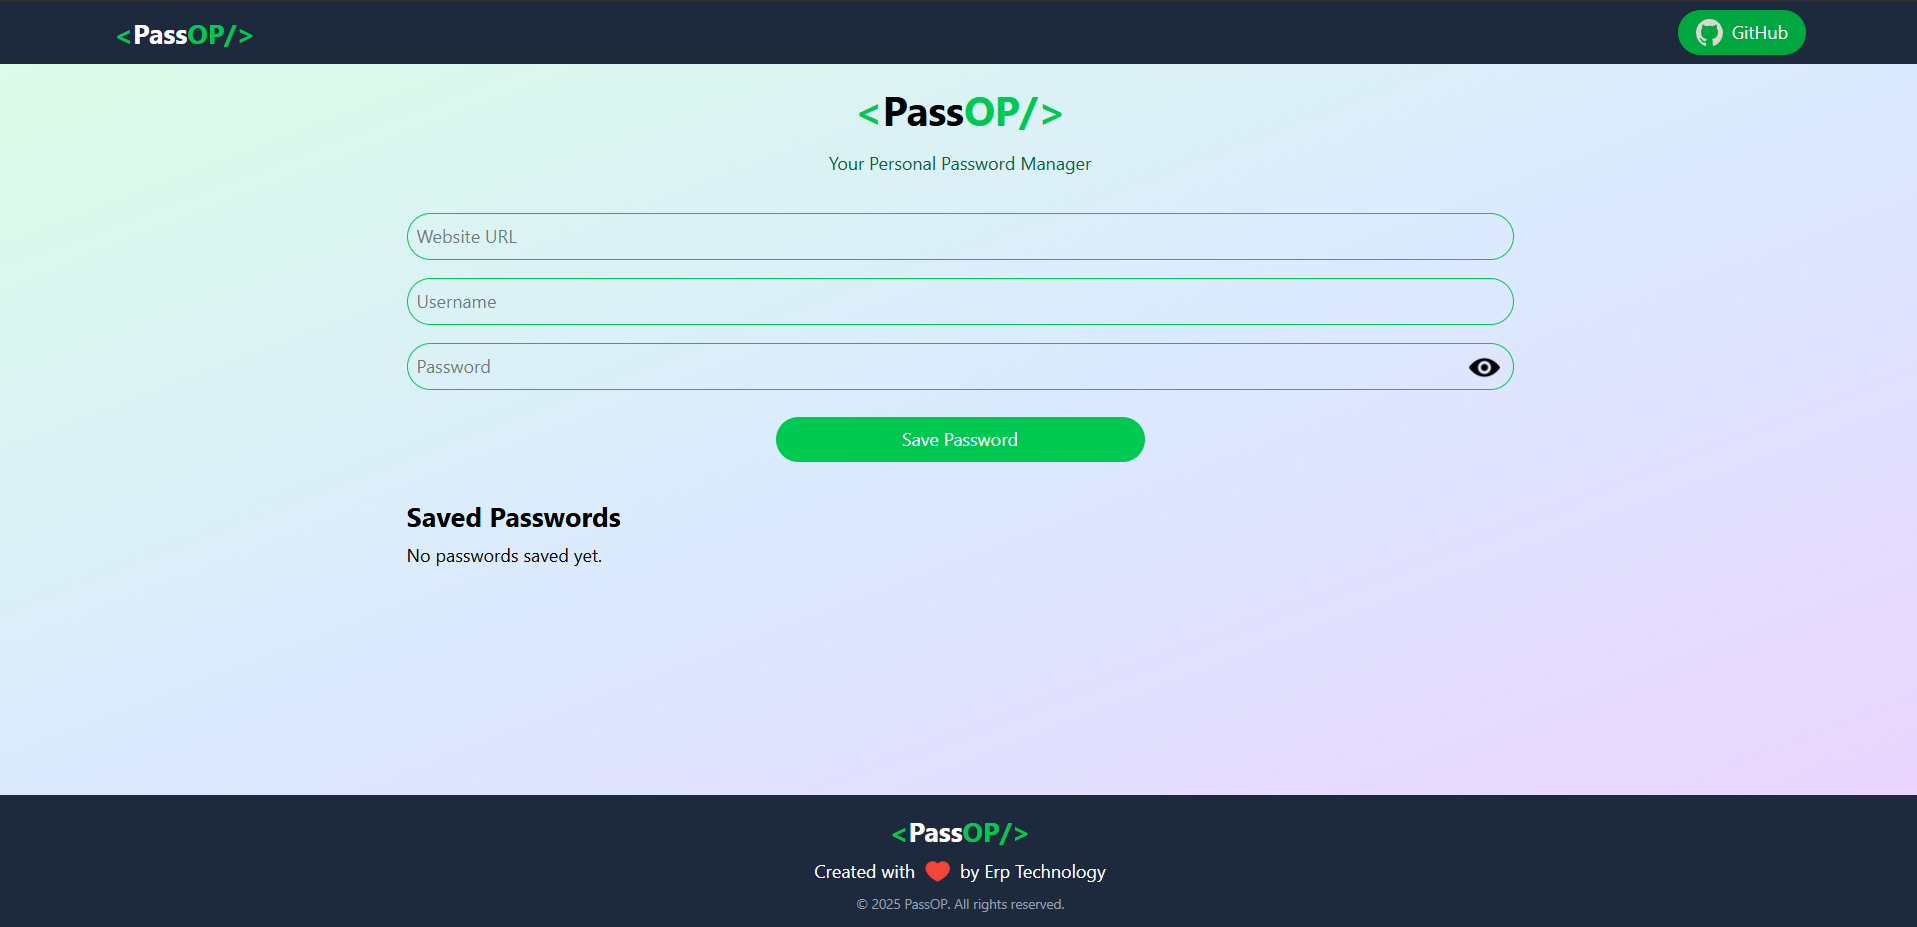 <PassOP/>
GitHub
<PassOP/>
Your Personal Password Manager
Website URL
Username
Password
Save Password
Saved Passwords
No passwords saved yet.
<PassOP/>
Created with by Erp Technology
© 2025 PassOP. All rights reserved.